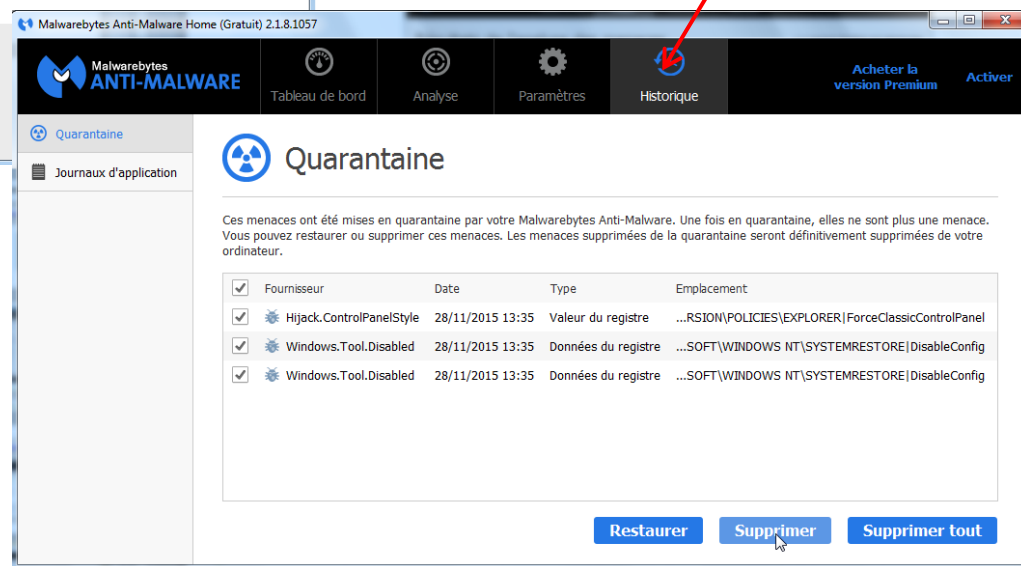 Malwarebytes Anti-Malware Home (Gratuit) 2.1.8.1057
Malwarebytes
ANTI-MALWARE
Tableau de bord
Analyse
Paramètres
Historique
Acheter la
version Premium
Activer
Quarantaine
Journaux d'application
Quarantaine
Ces menaces ont été mises en quarantaine par votre Malwarebytes Anti-Malware. Une fois en quarantaine, elles ne sont plus une menace.
Vous pouvez restaurer ou supprimer ces menaces. Les menaces supprimées de la quarantaine seront définitivement supprimées de votre
ordinateur.
Fournisseur Date Type Emplacement
Hijack.ControlPanelStyle 28/11/2015 13:35 Valeur du registre ...RSION\POLICIES\EXPLORER|ForceClassicControlPanel
Windows.Tool.Disabled 28/11/2015 13:35 Données du registre ...SOFT\WINDOWS NT\SYSTEMRESTORE|DisableConfig
Windows.Tool.Disabled 28/11/2015 13:35 Données du registre ...SOFT\WINDOWS NT\SYSTEMRESTORE|DisableConfig
Restaurer Supprimer Supprimer tout